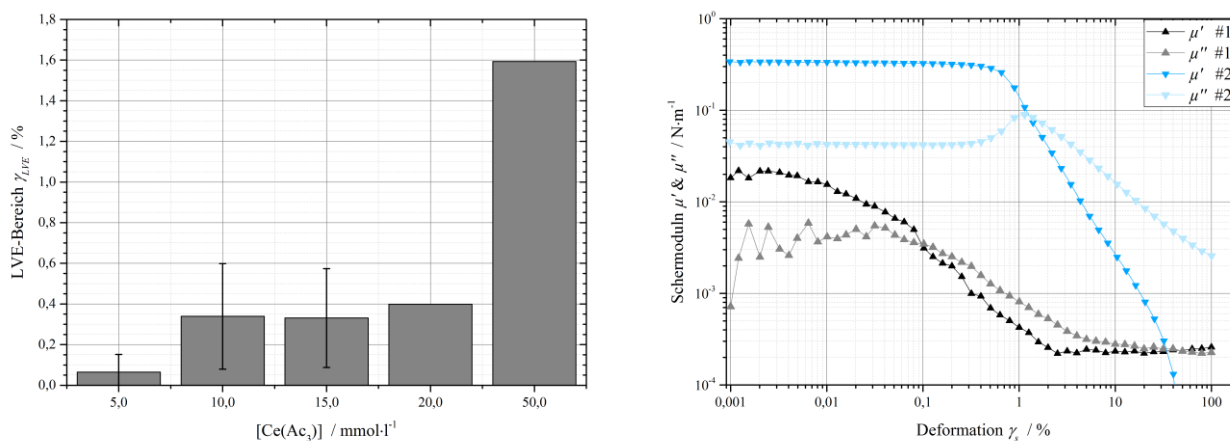 LVE-Bereich γ_LVE / %
1,8
1,6
1,4
1,2
1,0
0,8
0,6
0,4
0,2
0,0
5,0 10,0 15,0 20,0 50,0
[Ce(Ac₃)] / mmol·l⁻¹
Schermoduln μ' & μ'' / N·m⁻¹
10⁰
10⁻¹
10⁻²
10⁻³
10⁻⁴
0,001 0,01 0,1 1 10 100
Deformation γₛ / %
μ' #1
μ'' #1
μ' #2
μ'' #2